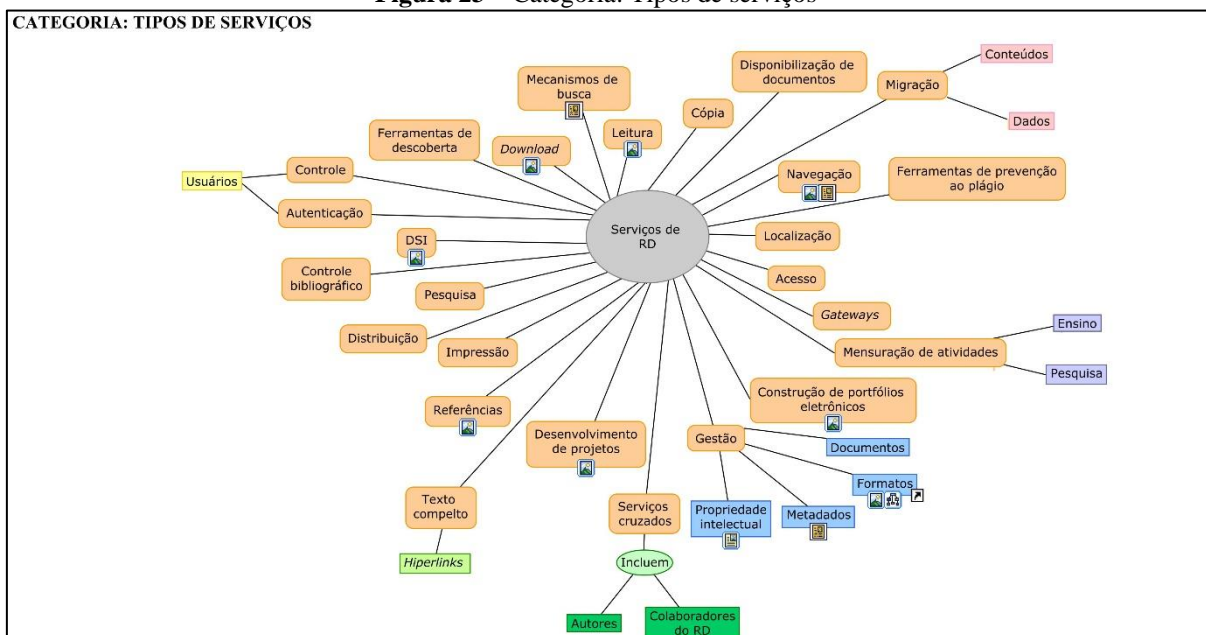 Figura 25 – Categoria: Tipos de serviços
CATEGORIA: TIPOS DE SERVIÇOS
Mecanismos de
busca
Disponibilização de
documentos
Migração
Conteúdos
Dados
Cópia
Leitura
Download
Ferramentas de
descoberta
Controle
Usuários
Autenticação
Navegação
Ferramentas de prevenção
ao plágio
Serviços de
RD
Localização
DSI
Controle
bibliográfico
Acesso
Pesquisa
Gateways
Distribuição
Impressão
Mensuração de atividades
Ensino
Pesquisa
Referências
Desenvolvimento
de projetos
Construção de portfólios
eletrônicos
Gestão
Documentos
Formatos
Metadados
Propriedade
intelectual
Texto
compelto
Hiperlinks
Serviços
cruzados
Incluem
Autores
Colaboradores
do RD